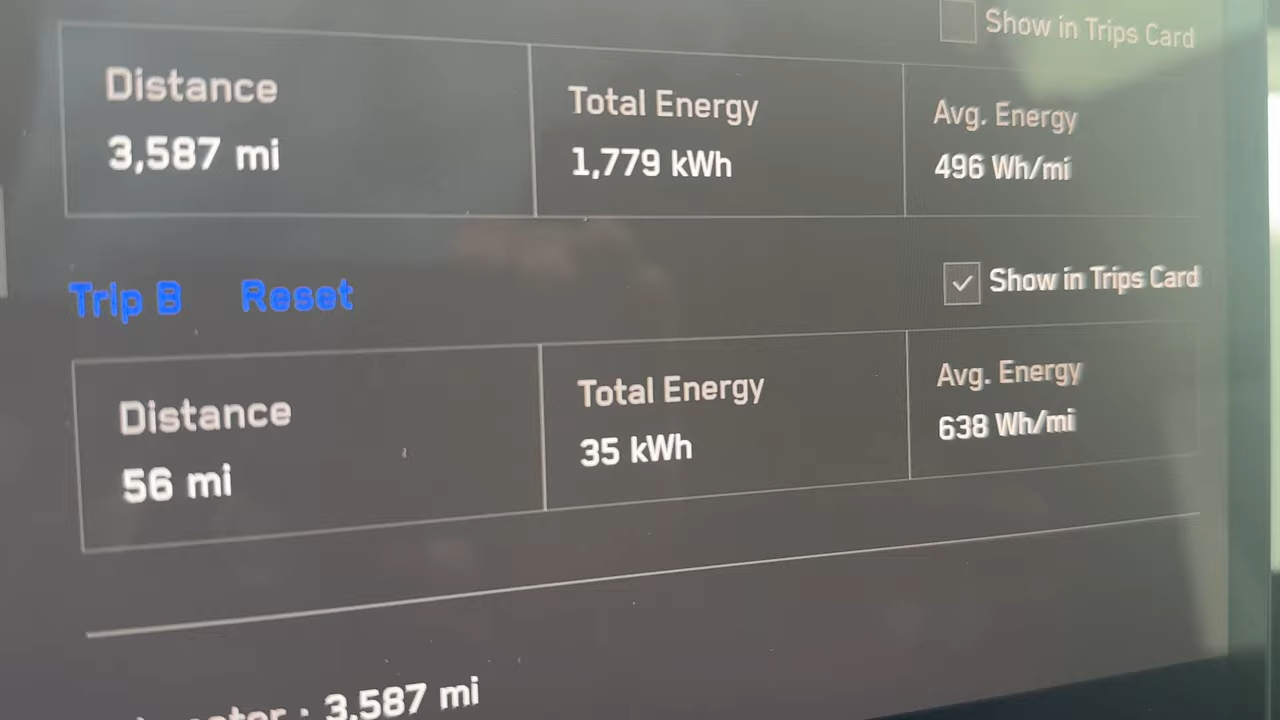 Show in Trips Card
Distance
Total Energy
Avg. Energy
3,587 mi
1,779 kWh
496 Wh/mi
Trip B Reset
Show in Trips Card
Distance
Total Energy
Avg. Energy
56 mi
35 kWh
638 Wh/mi
: 3,587 mi